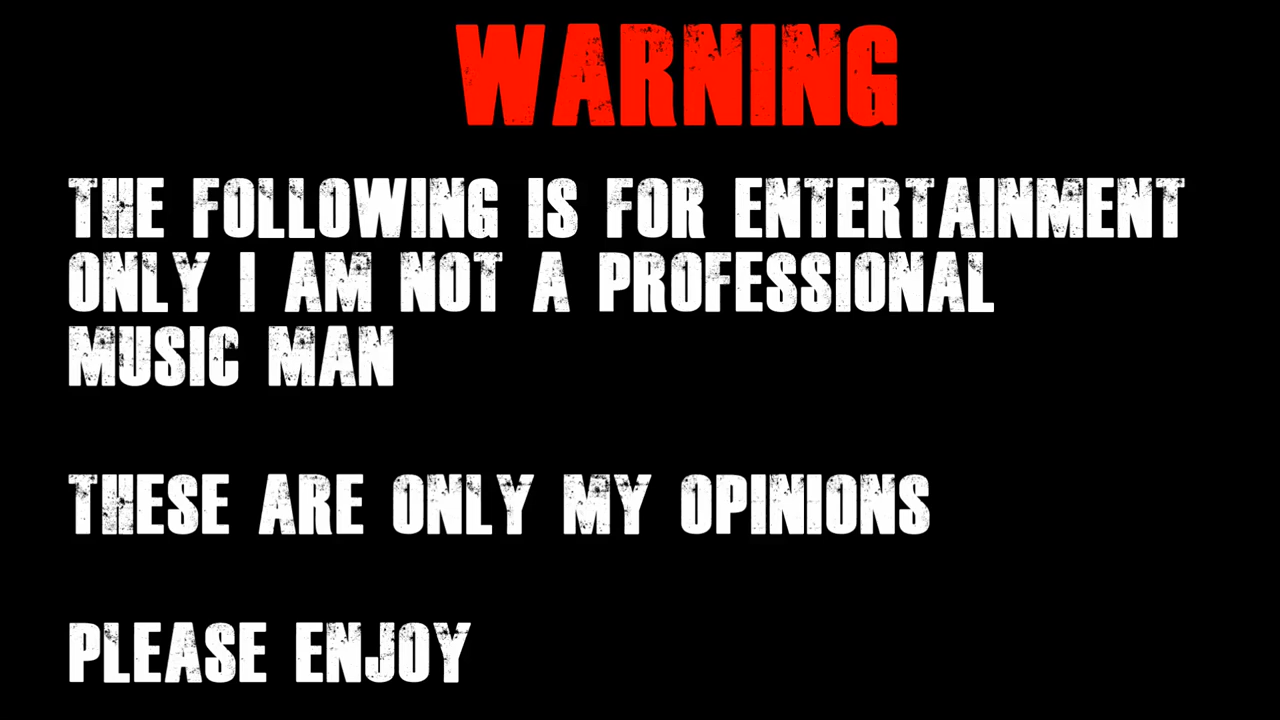 WARNING
THE FOLLOWING IS FOR ENTERTAINMENT
ONLY I AM NOT A PROFESSIONAL
MUSIC MAN
THESE ARE ONLY MY OPINIONS
PLEASE ENJOY